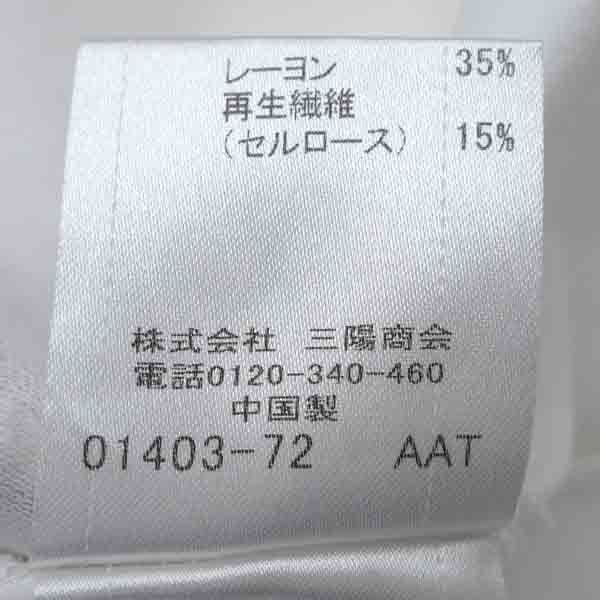 レーヨン 35%
再生繊維
(セルロース) 15%
株式会社 三陽商会
電話0120-340-460
中国製
01403-72 AAT